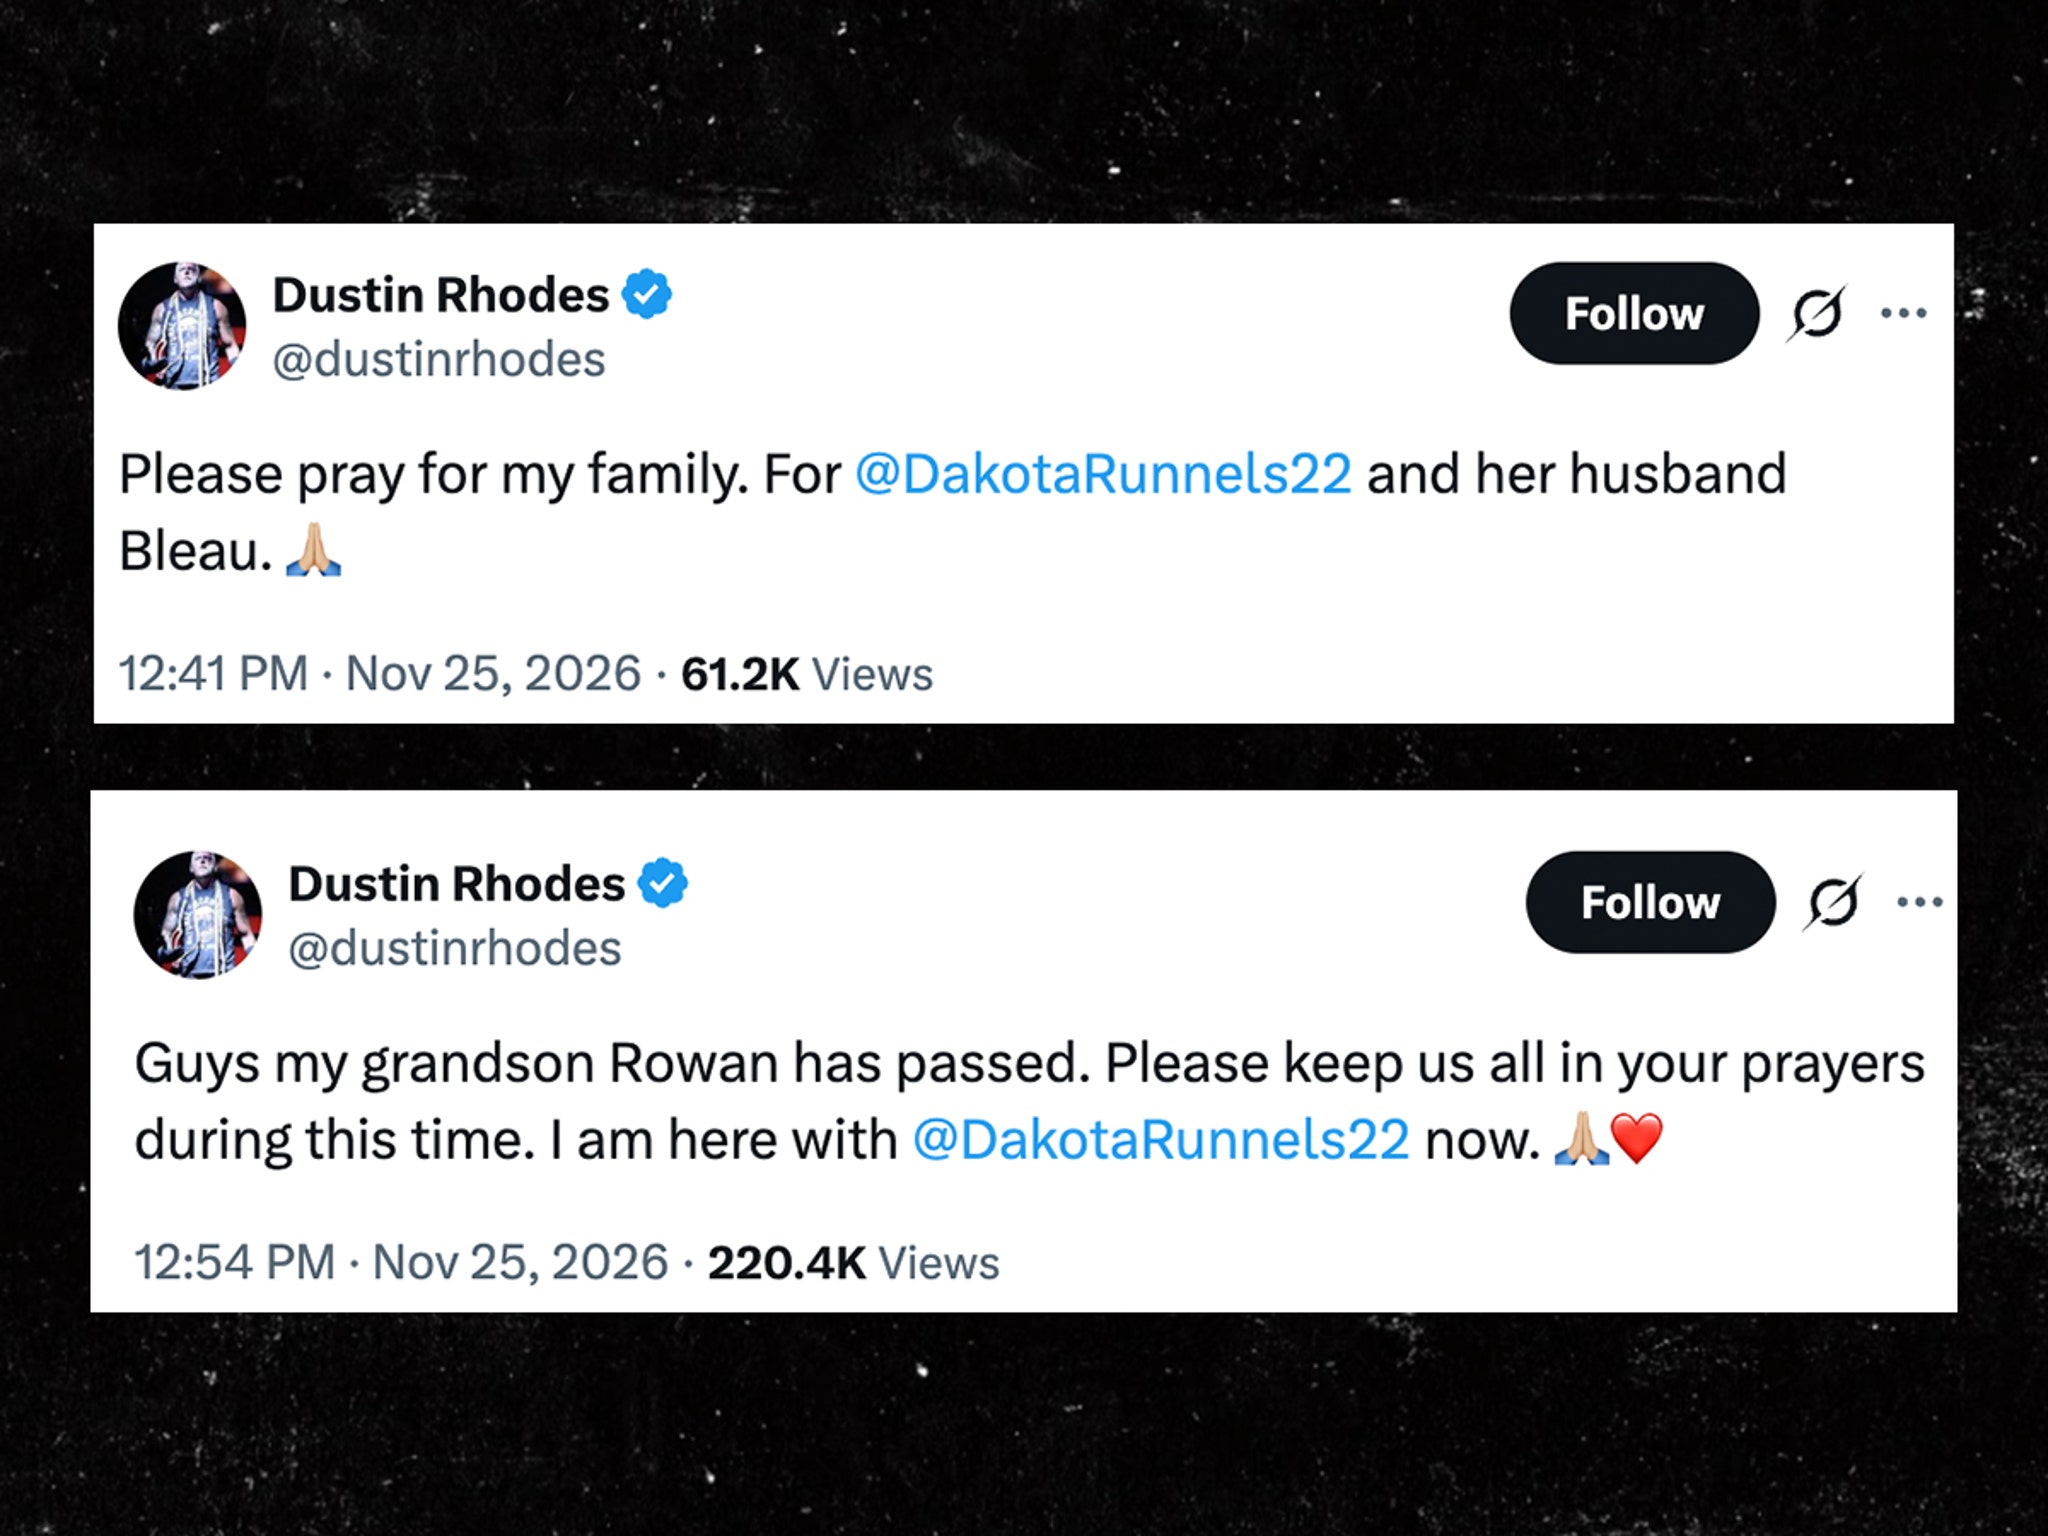 Dustin Rhodes
Follow
@dustinrhodes
Please pray for my family. For @DakotaRunnels22 and her husband
Bleau. 🙏🏼
12:41 PM · Nov 25, 2026 · 61.2K Views
Dustin Rhodes
Follow
@dustinrhodes
Guys my grandson Rowan has passed. Please keep us all in your prayers
during this time. I am here with @DakotaRunnels22 now. 🙏🏼❤️
12:54 PM · Nov 25, 2026 · 220.4K Views